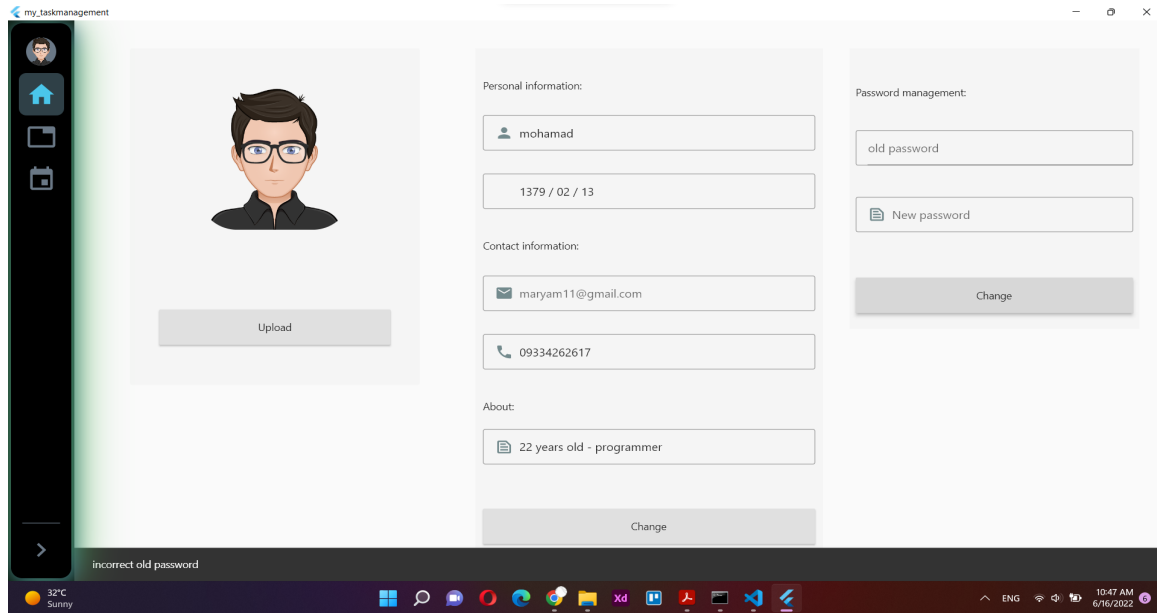 my_taskmanagement
Personal information:
mohamad
1379 / 02 / 13
Contact information:
maryam11@gmail.com
09334262617
About:
22 years old - programmer
Change
Upload
Password management:
old password
New password
Change
incorrect old password
32°C
Sunny
Xd
ENG
10:47 AM
6/16/2022
6